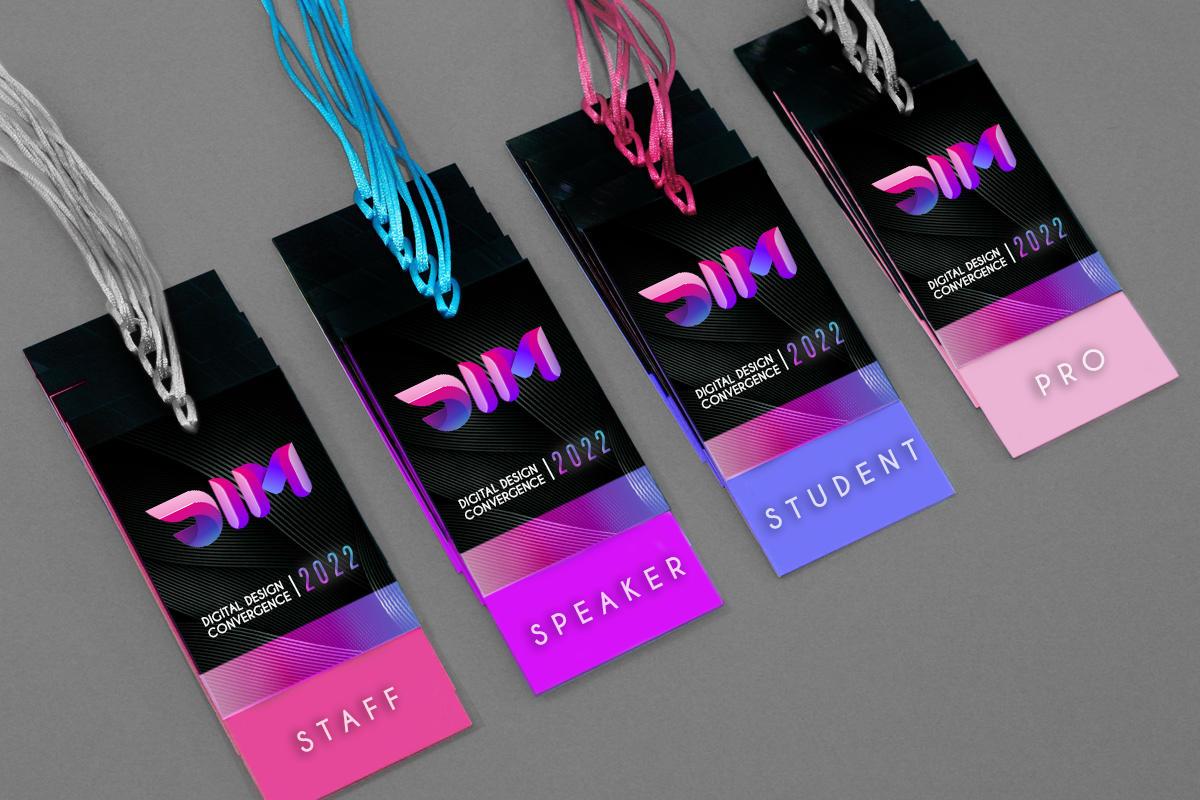 DIM
DIGITAL DESIGN
CONVERGENCE
2022
STAFF
DIM
DIGITAL DESIGN
CONVERGENCE
2022
SPEAKER
DIM
DIGITAL DESIGN
CONVERGENCE
2022
STUDENT
DIM
DIGITAL DESIGN
CONVERGENCE
2022
PRO